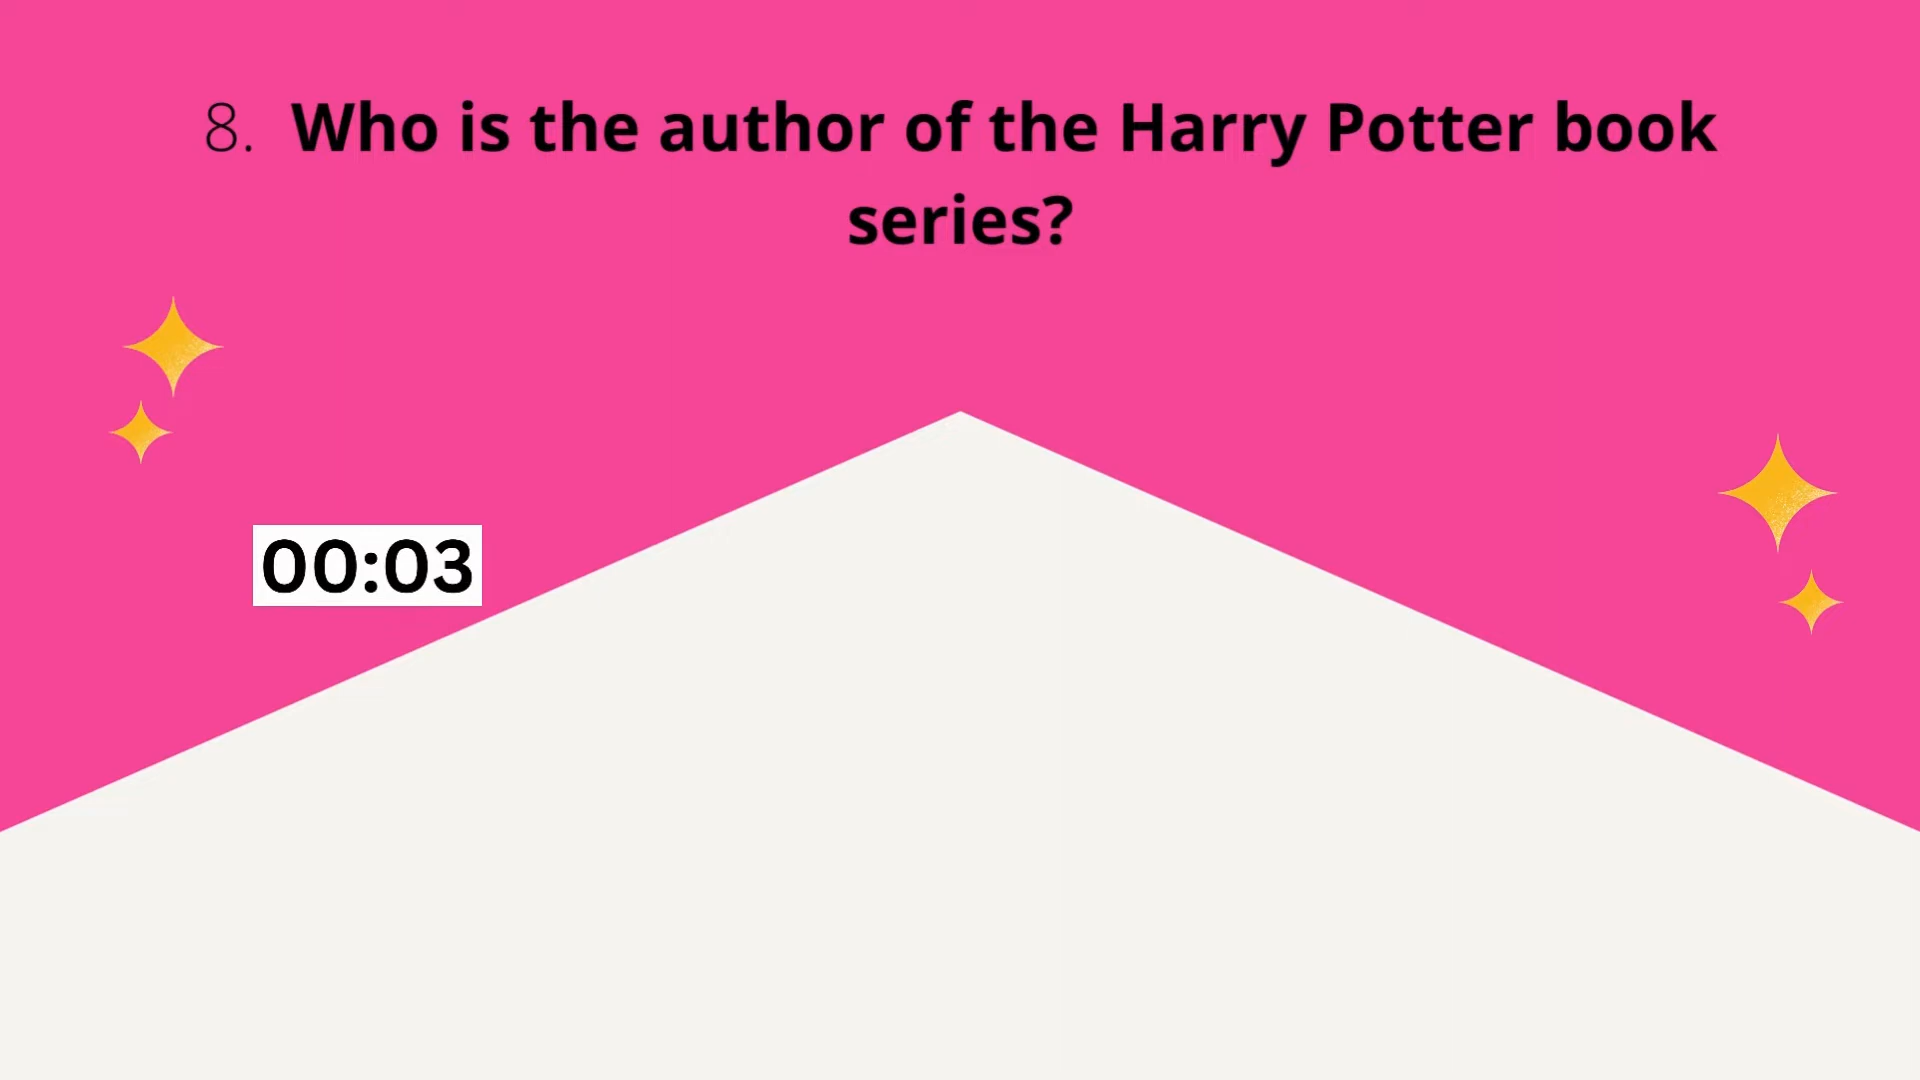 8. Who is the author of the Harry Potter book
series?
00:03